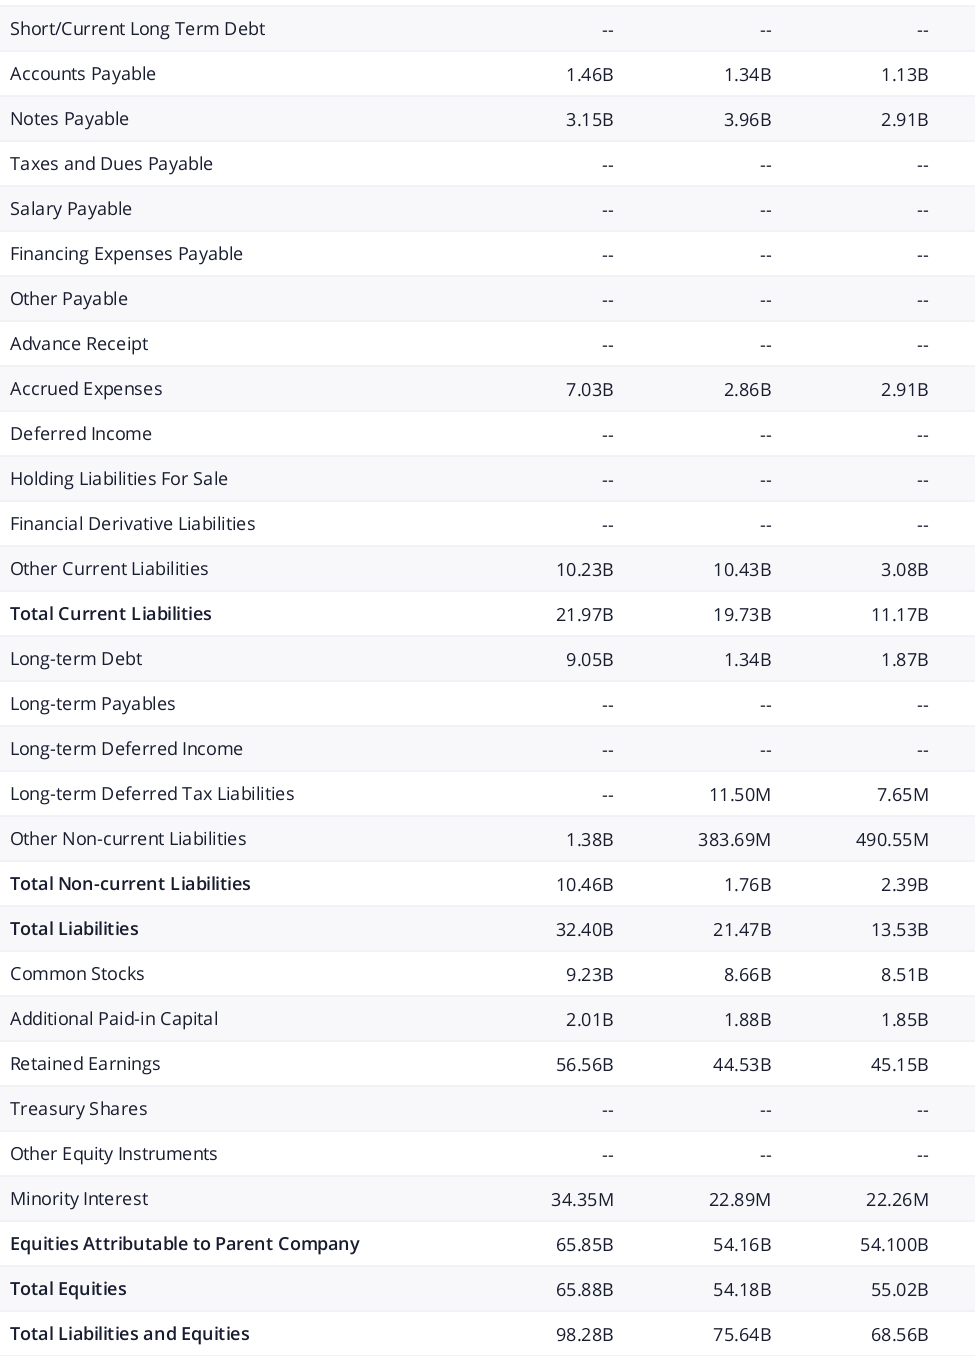 Short/Current Long Term Debt -- -- --
Accounts Payable 1.46B 1.34B 1.13B
Notes Payable 3.15B 3.96B 2.91B
Taxes and Dues Payable -- -- --
Salary Payable -- -- --
Financing Expenses Payable -- -- --
Other Payable -- -- --
Advance Receipt -- -- --
Accrued Expenses 7.03B 2.86B 2.91B
Deferred Income -- -- --
Holding Liabilities For Sale -- -- --
Financial Derivative Liabilities -- -- --
Other Current Liabilities 10.23B 10.43B 3.08B
Total Current Liabilities 21.97B 19.73B 11.17B
Long-term Debt 9.05B 1.34B 1.87B
Long-term Payables -- -- --
Long-term Deferred Income -- -- --
Long-term Deferred Tax Liabilities -- 11.50M 7.65M
Other Non-current Liabilities 1.38B 383.69M 490.55M
Total Non-current Liabilities 10.46B 1.76B 2.39B
Total Liabilities 32.40B 21.47B 13.53B
Common Stocks 9.23B 8.66B 8.51B
Additional Paid-in Capital 2.01B 1.88B 1.85B
Retained Earnings 56.56B 44.53B 45.15B
Treasury Shares -- -- --
Other Equity Instruments -- -- --
Minority Interest 34.35M 22.89M 22.26M
Equities Attributable to Parent Company 65.85B 54.16B 54.100B
Total Equities 65.88B 54.18B 55.02B
Total Liabilities and Equities 98.28B 75.64B 68.56B